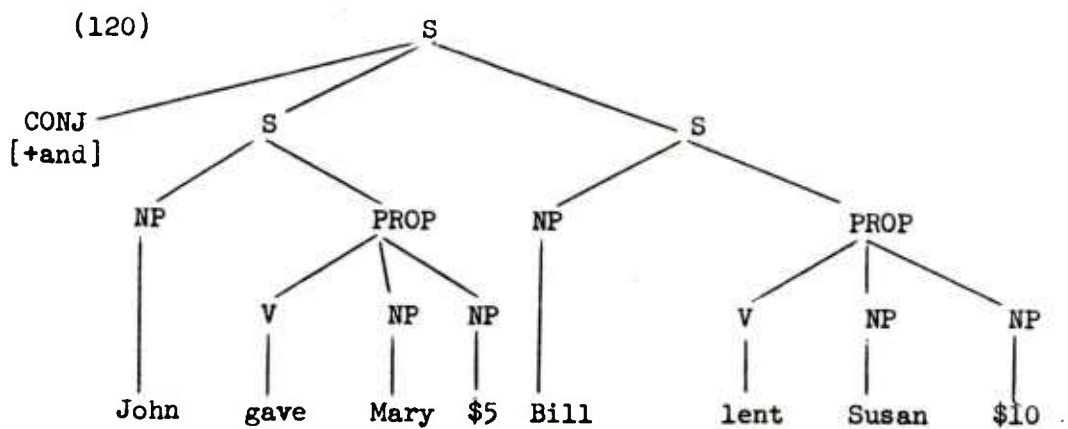 (120)
S
CONJ S S
[+and]
NP PROP NP PROP
V NP NP V NP NP
John gave Mary $5 Bill lent Susan $10